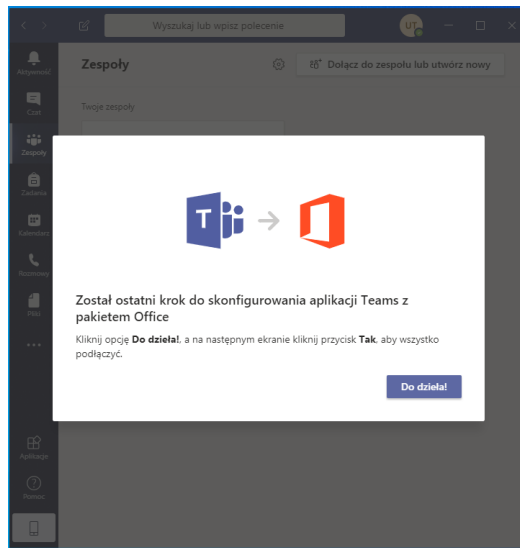 Wyszukaj lub wpisz polecenie
UT
Aktywność
Zespoły
Dołącz do zespołu lub utwórz nowy
Czat
Twoje zespoły
Zespoły
Zadania
Kalendarz
Rozmowy
Pliki
T
Został ostatni krok do skonfigurowania aplikacji Teams z
pakietem Office
Kliknij opcję Do dzieła!, a na następnym ekranie kliknij przycisk Tak, aby wszystko
podłączyć.
Do dzieła!
Aplikacje
Pomoc